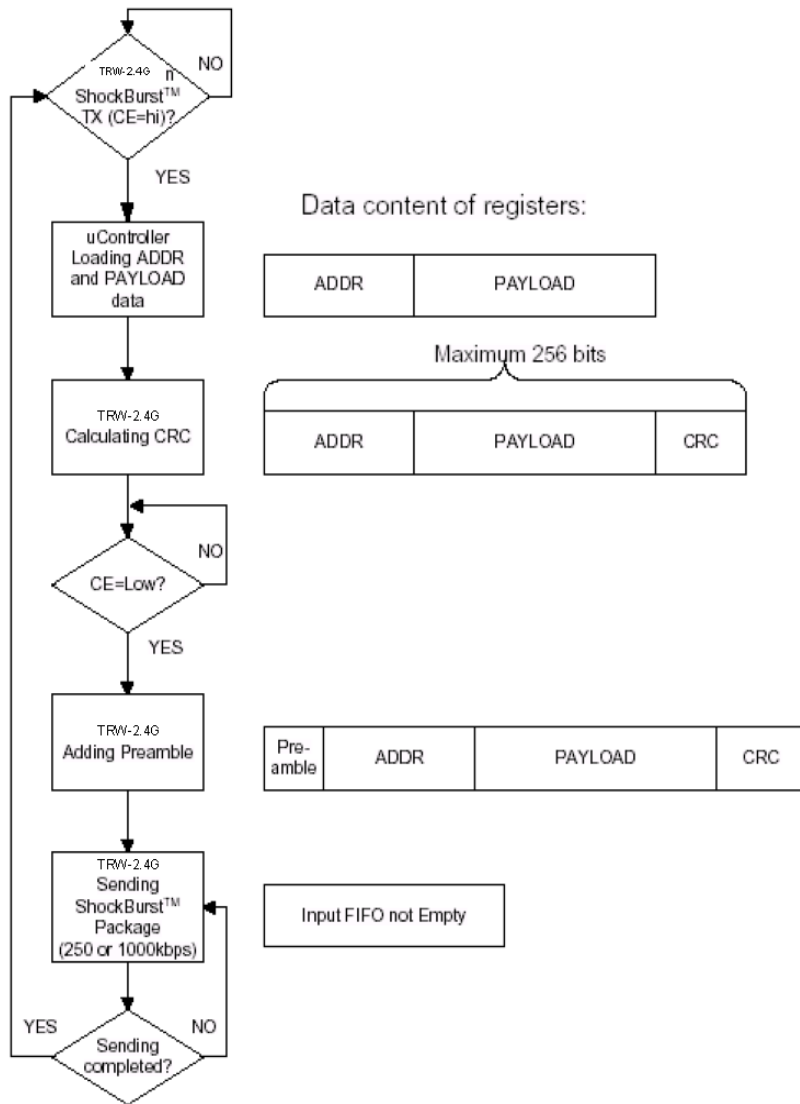 TRW-2.4G n
ShockBurst™
TX (CE=hi)?
NO
YES
Data content of registers:
uController
Loading ADDR
and PAYLOAD
data
ADDR PAYLOAD
Maximum 256 bits
TRW-2.4G
Calculating CRC
ADDR PAYLOAD CRC
NO
CE=Low?
YES
TRW-2.4G
Adding Preamble
Pre-
amble
ADDR PAYLOAD CRC
TRW-2.4G
Sending
ShockBurst™
Package
(250 or 1000kbps)
Input FIFO not Empty
YES
NO
Sending
completed?